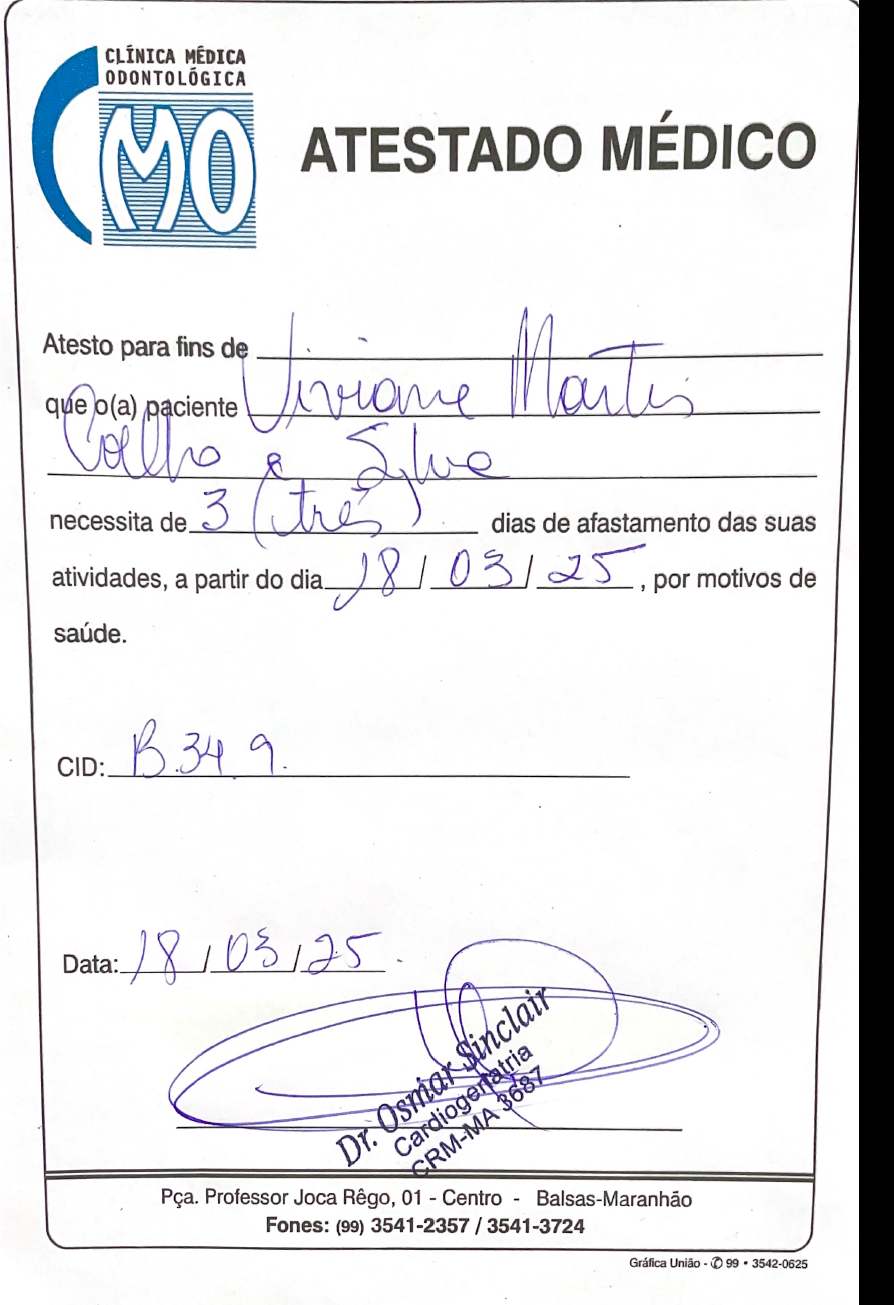 CLÍNICA MÉDICA
ODONTOLÓGICA
CMO
ATESTADO MÉDICO
Atesto para fins de
que o(a) paciente Viviane Martis
Coelho e Silva
necessita de 3 (três) dias de afastamento das suas
atividades, a partir do dia 18/03/25, por motivos de
saúde.
CID: B.34 9.
Data: 18/03/25.
Dr. Osmar Sinclair
Cardiogeriatria
CRM-MA 3687
Pça. Professor Joca Rêgo, 01 - Centro - Balsas-Maranhão
Fones: (99) 3541-2357 / 3541-3724
Gráfica União - ✆ 99 • 3542-0625